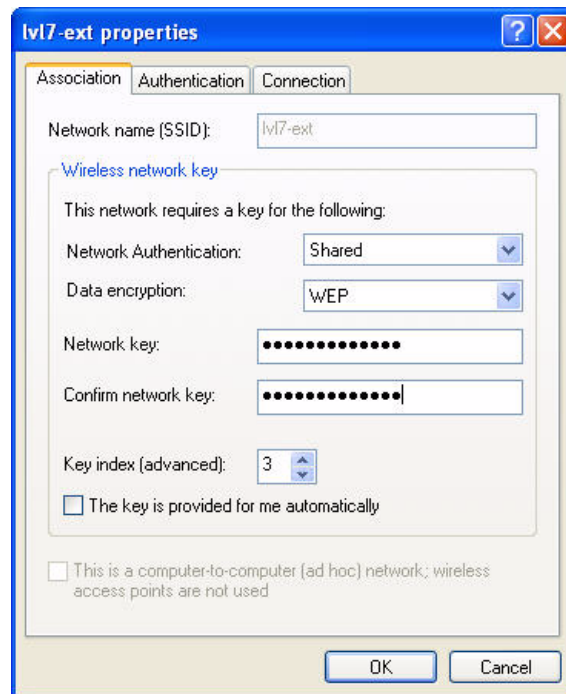 lvl7-ext properties
Association Authentication Connection
Network name (SSID): lvl7-ext
Wireless network key
This network requires a key for the following:
Network Authentication: Shared
Data encryption: WEP
Network key: •••••••••••••
Confirm network key: •••••••••••••
Key index (advanced): 3
The key is provided for me automatically
This is a computer-to-computer (ad hoc) network; wireless
access points are not used
OK Cancel